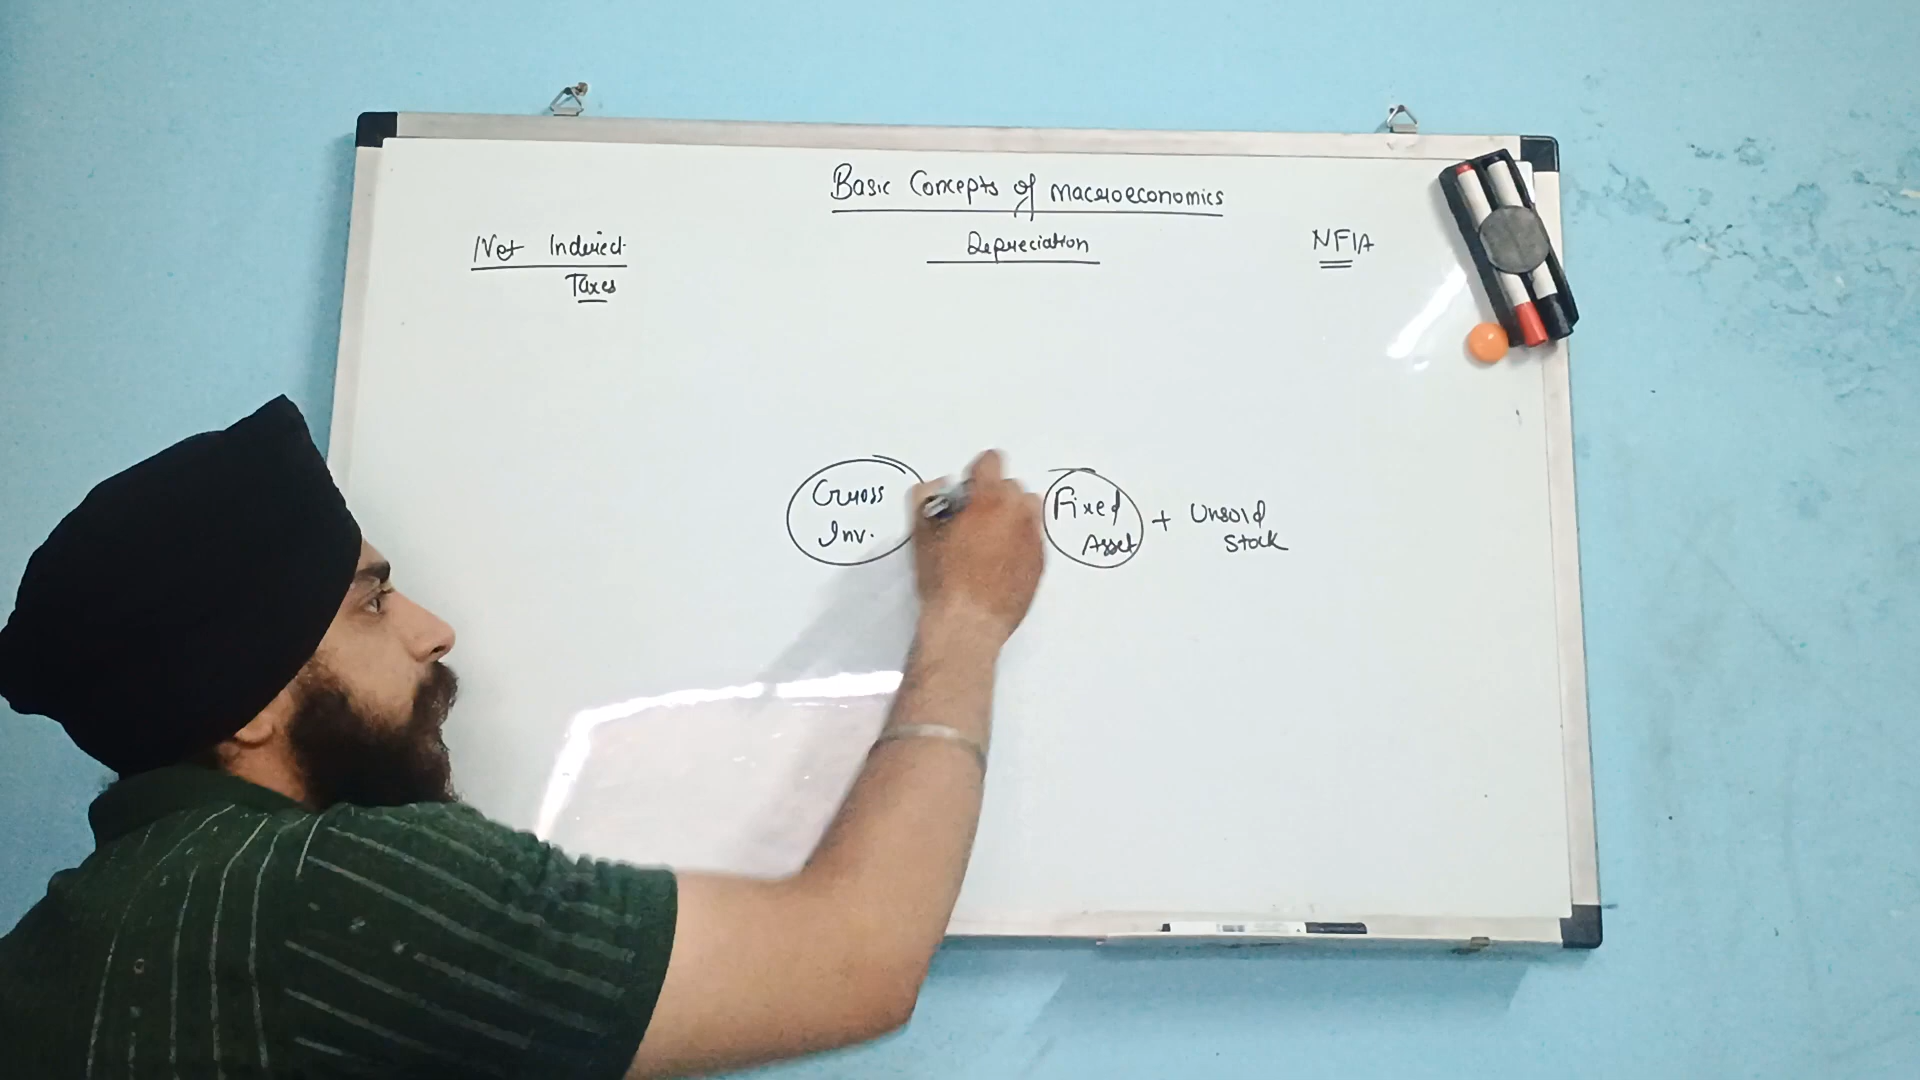 Basic Concepts of Macroeconomics
Net Indirect
Taxes
Depreciation
NFIA
Gross
Inv.
Fixed
Asset
+ Unsold
Stock